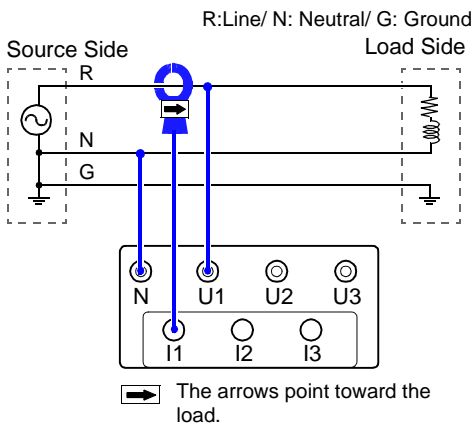 R:Line/ N: Neutral/ G: Ground
Source Side
Load Side
R
N
G
N
U1
U2
U3
I1
I2
I3
The arrows point toward the
load.